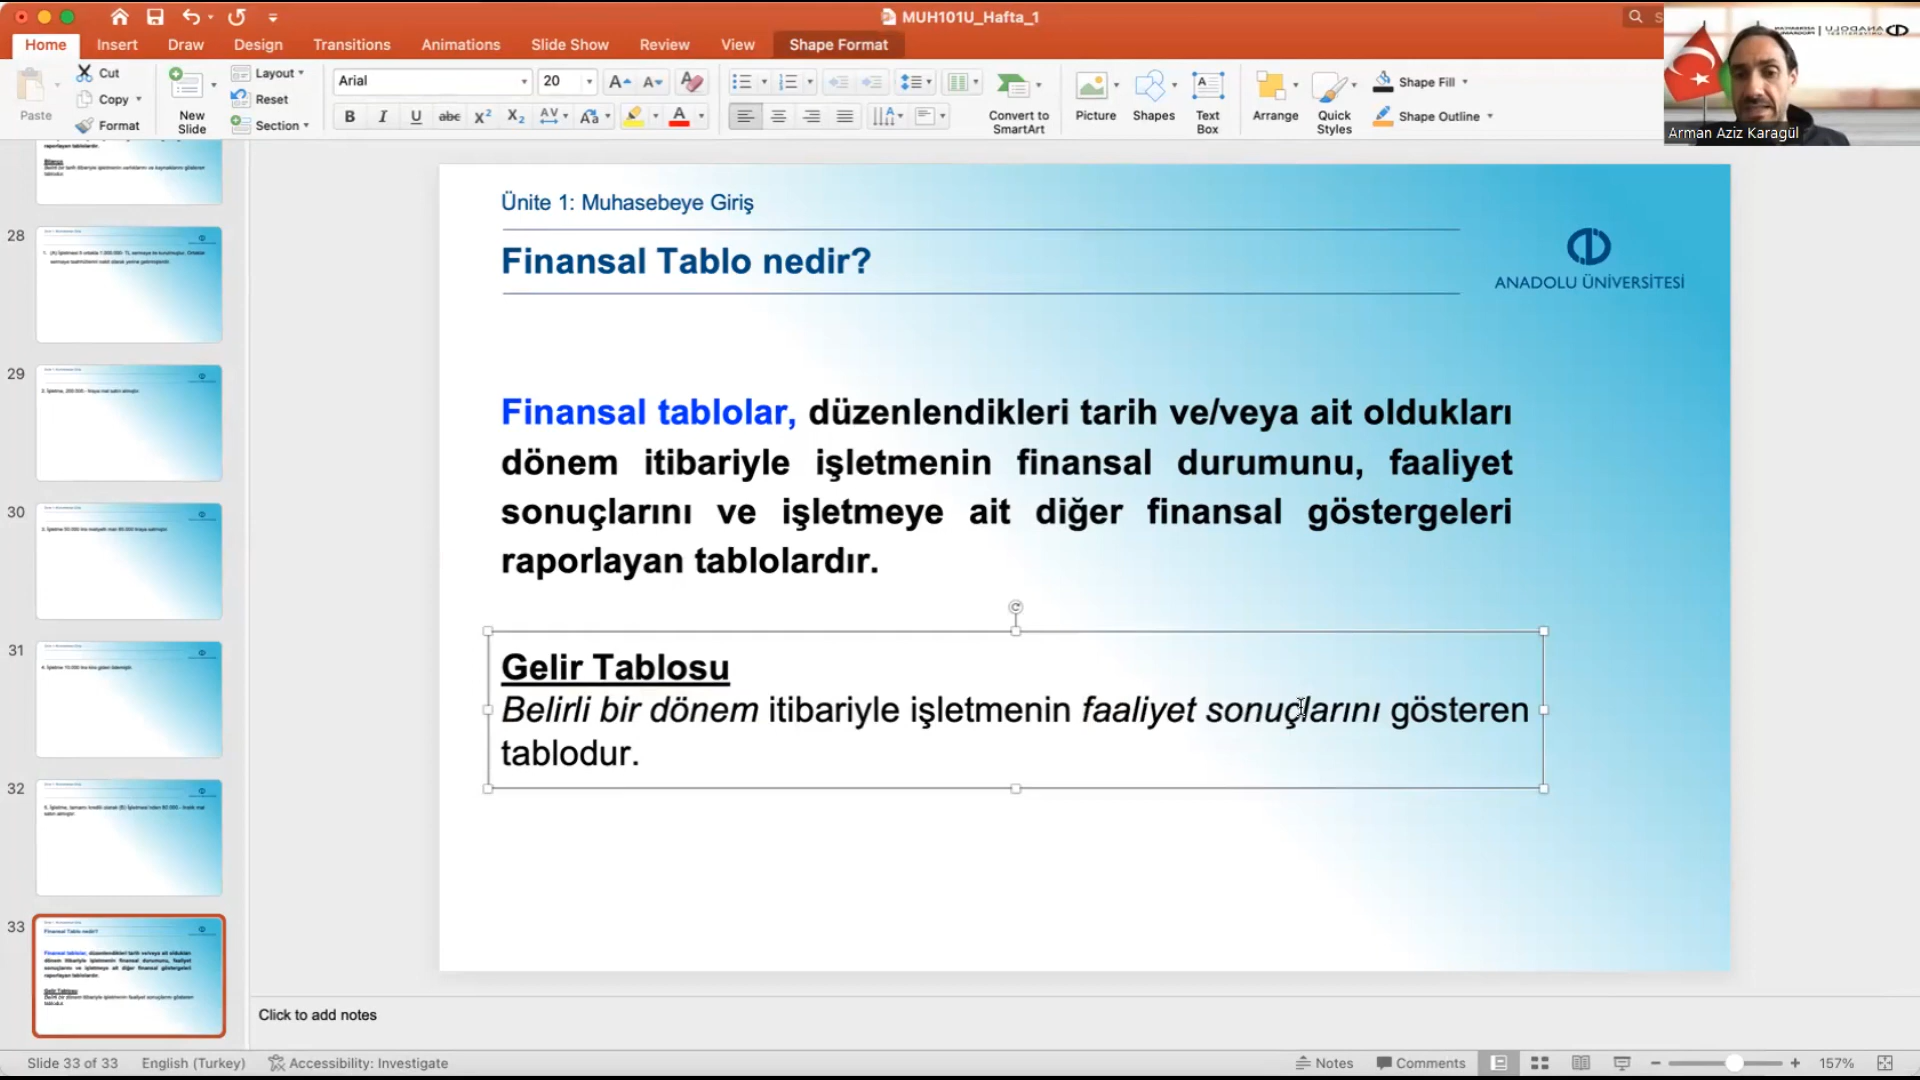 MUH101U_Hafta_1
Home Insert Draw Design Transitions Animations Slide Show Review View Shape Format
Paste
Cut
Copy
Format
New Slide
Layout
Reset
Section
Arial 20
Convert to SmartArt
Picture
Shapes
Text Box
Arrange
Quick Styles
Shape Fill
Shape Outline
Arman Aziz Karagül
28
29
30
31
32
33
Ünite 1: Muhasebeye Giriş
Finansal Tablo nedir?
ANADOLU ÜNİVERSİTESİ
Finansal tablolar, düzenlendikleri tarih ve/veya ait oldukları
dönem itibariyle işletmenin finansal durumunu, faaliyet
sonuçlarını ve işletmeye ait diğer finansal göstergeleri
raporlayan tablolardır.
Gelir Tablosu
Belirli bir dönem itibariyle işletmenin faaliyet sonuçlarını gösteren
tablodur.
Click to add notes
Slide 33 of 33 English (Turkey) Accessibility: Investigate Notes Comments 157%